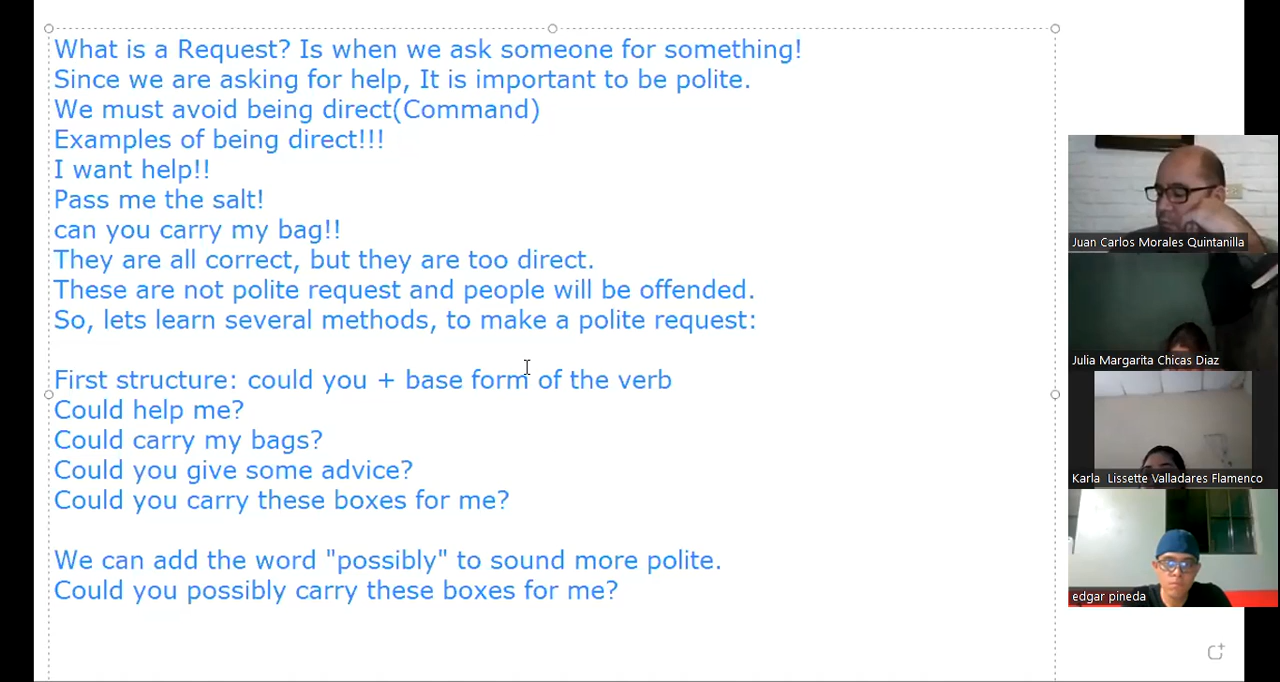 What is a Request? Is when we ask someone for something!
Since we are asking for help, It is important to be polite.
We must avoid being direct(Command)
Examples of being direct!!!
I want help!!
Pass me the salt!
can you carry my bag!!
They are all correct, but they are too direct.
These are not polite request and people will be offended.
So, lets learn several methods, to make a polite request:
First structure: could you + base form of the verb
Could help me?
Could carry my bags?
Could you give some advice?
Could you carry these boxes for me?
We can add the word "possibly" to sound more polite.
Could you possibly carry these boxes for me?
Juan Carlos Morales Quintanilla
Julia Margarita Chicas Diaz
Karla Lissette Valladares Flamenco
edgar pineda